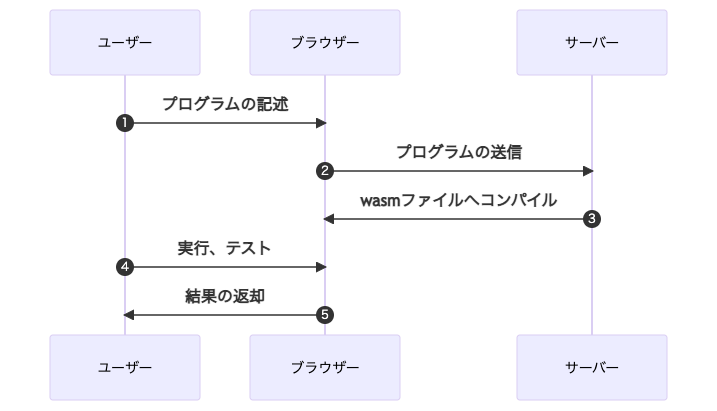 ユーザー
ブラウザー
サーバー
プログラムの記述
1
プログラムの送信
2
wasmファイルへコンパイル
3
実行、テスト
4
結果の返却
5
ユーザー
ブラウザー
サーバー